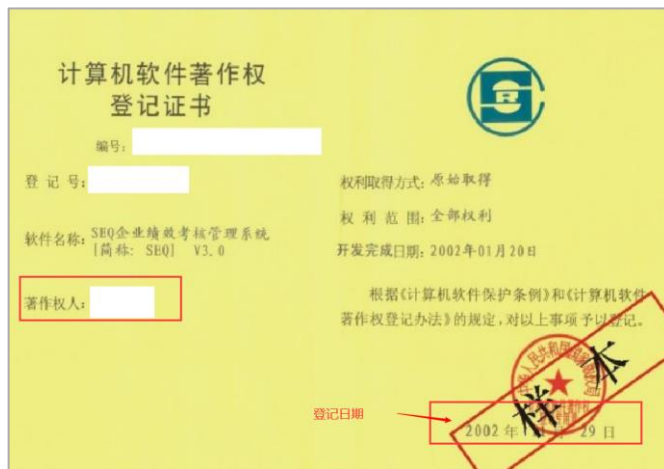 计算机软件著作权
登记证书
编号:
登记号:
软件名称: SEQ企业绩效考核管理系统
[简称: SEQ] V3.0
著作权人:
权利取得方式: 原始取得
权利范围: 全部权利
开发完成日期: 2002年01月20日
根据《计算机软件保护条例》和《计算机软件
著作权登记办法》的规定,对以上事项予以登记。
样本
登记日期
2002 年 29 日